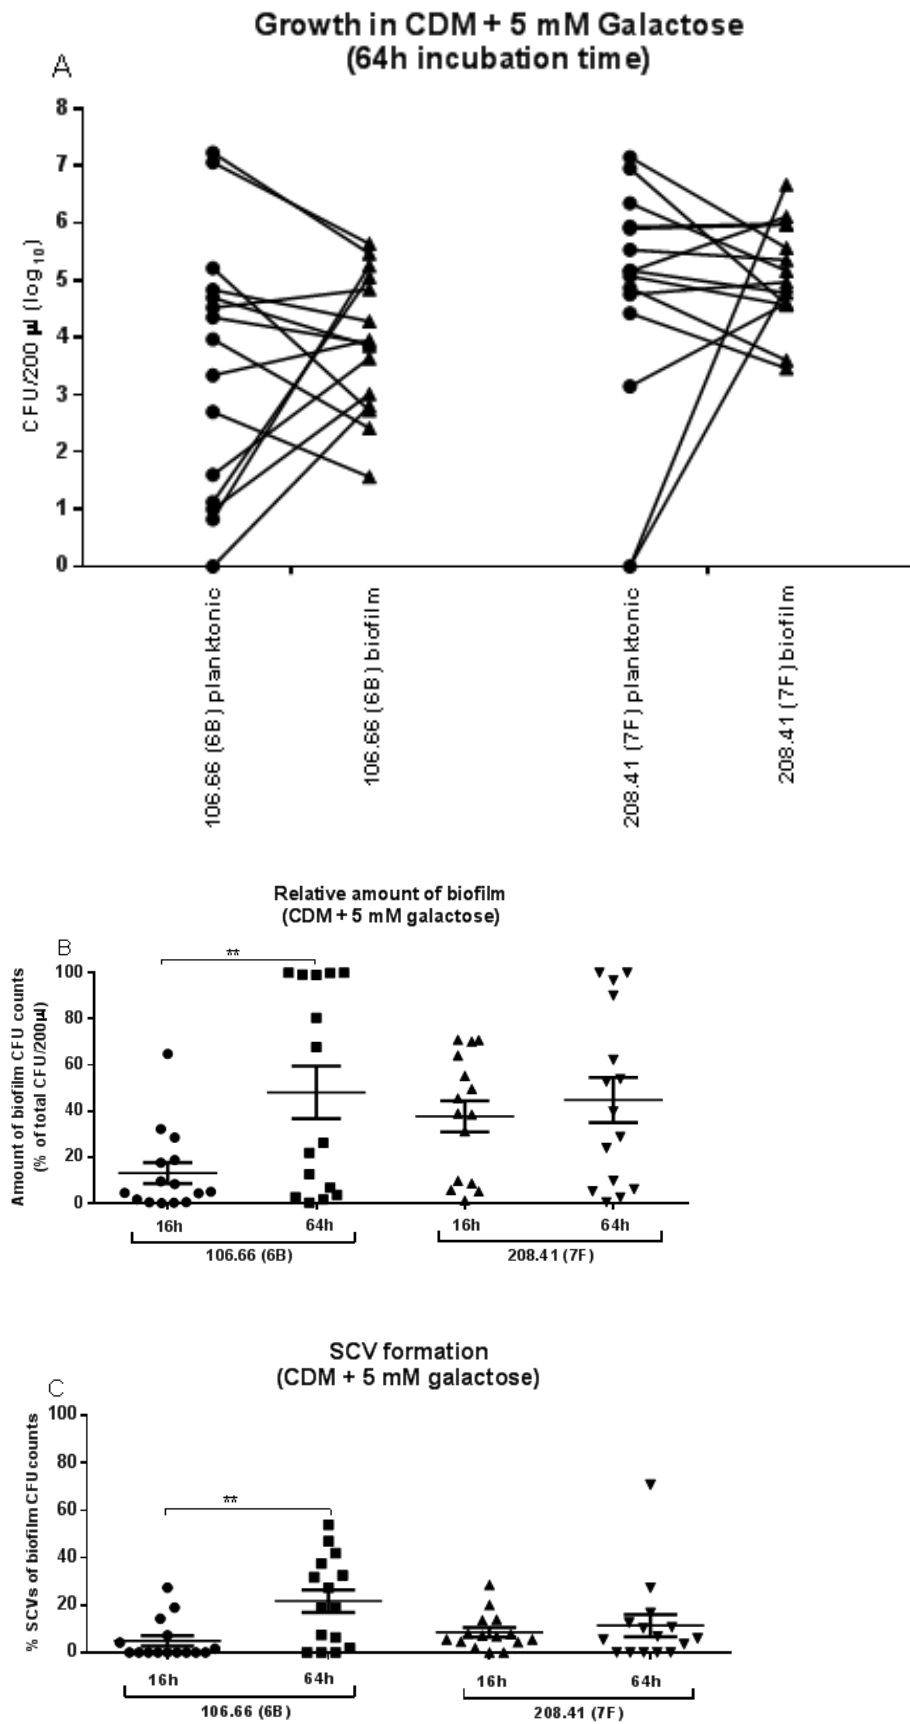 Growth in CDM + 5 mM Galactose
(64h incubation time)
A
CFU/200 µl (log10)
8
7
6
5
4
3
2
1
0
106.66 (6B) planktonic
106.66 (6B) biofilm
208.41 (7F) planktonic
208.41 (7F) biofilm
Relative amount of biofilm
(CDM + 5 mM galactose)
B
Amount of biofilm CFU counts
(% of total CFU/200µl)
100
80
60
40
20
0
**
16h
64h
16h
64h
106.66 (6B)
208.41 (7F)
SCV formation
(CDM + 5 mM galactose)
C
% SCVs of biofilm CFU counts
100
80
60
40
20
0
**
16h
64h
16h
64h
106.66 (6B)
208.41 (7F)